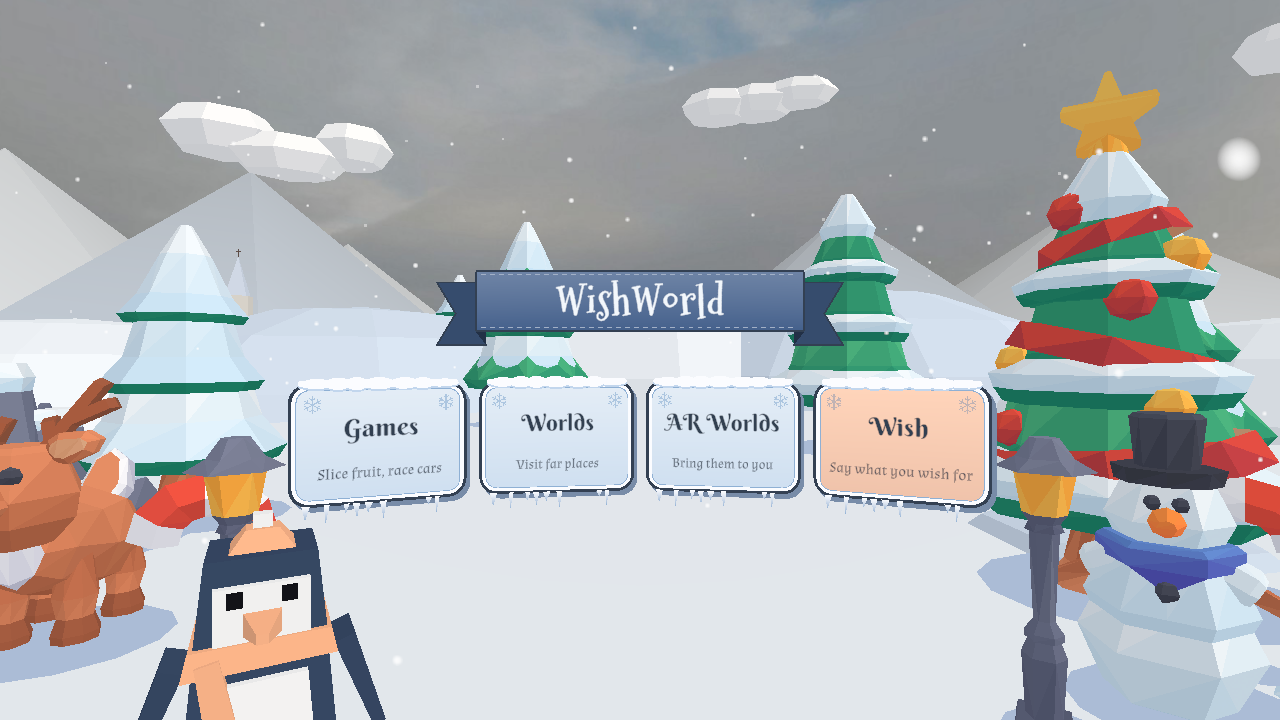 WishWorld
Games
Slice fruit, race cars
Worlds
Visit far places
AR Worlds
Bring them to you
Wish
Say what you wish for